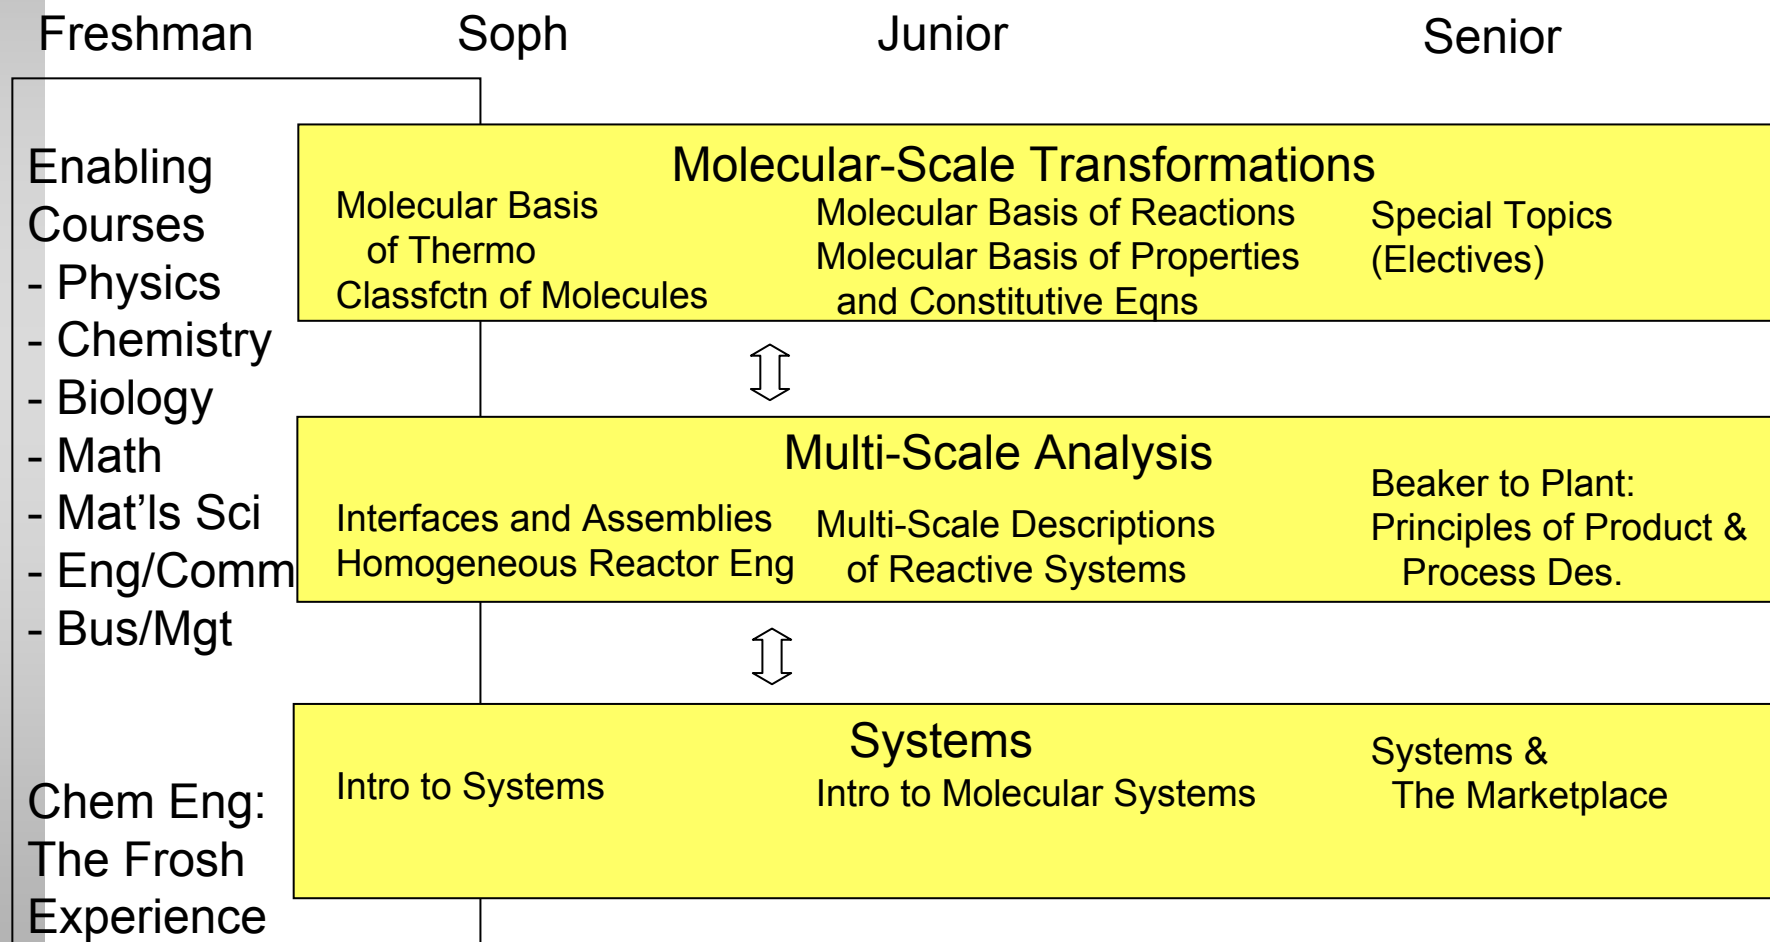 Freshman
Soph
Junior
Senior
Enabling
Courses
- Physics
- Chemistry
- Biology
- Math
- Mat'ls Sci
- Eng/Comm
- Bus/Mgt
Chem Eng:
The Frosh
Experience
Molecular-Scale Transformations
Molecular Basis
of Thermo
Classfctn of Molecules
Molecular Basis of Reactions
Molecular Basis of Properties
and Constitutive Eqns
Special Topics
(Electives)
Multi-Scale Analysis
Interfaces and Assemblies
Homogeneous Reactor Eng
Multi-Scale Descriptions
of Reactive Systems
Beaker to Plant:
Principles of Product &
Process Des.
Systems
Intro to Systems
Intro to Molecular Systems
Systems &
The Marketplace